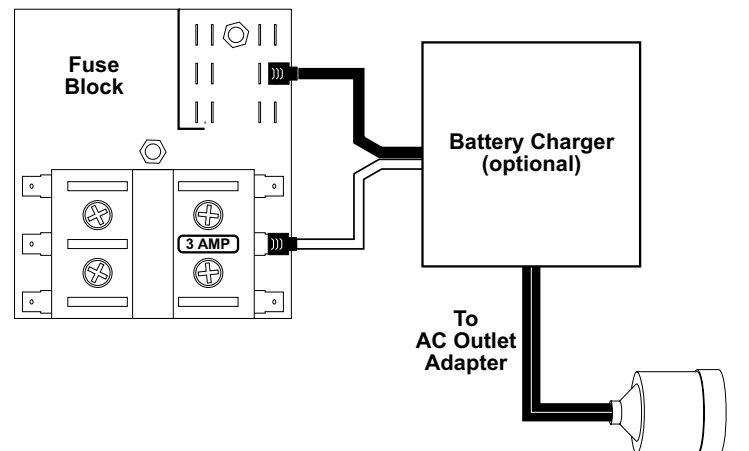 Fuse
Block
Battery Charger
(optional)
3 AMP
To
AC Outlet
Adapter